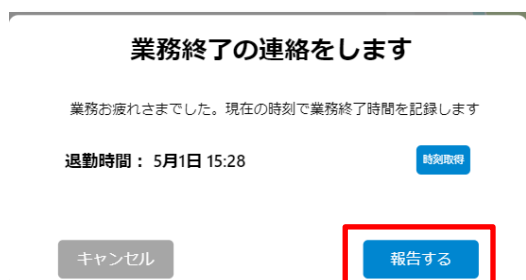 業務終了の連絡をします
業務お疲れさまでした。現在の時刻で業務終了時間を記録します
退勤時間： 5月1日 15:28
時刻取得
キャンセル
報告する